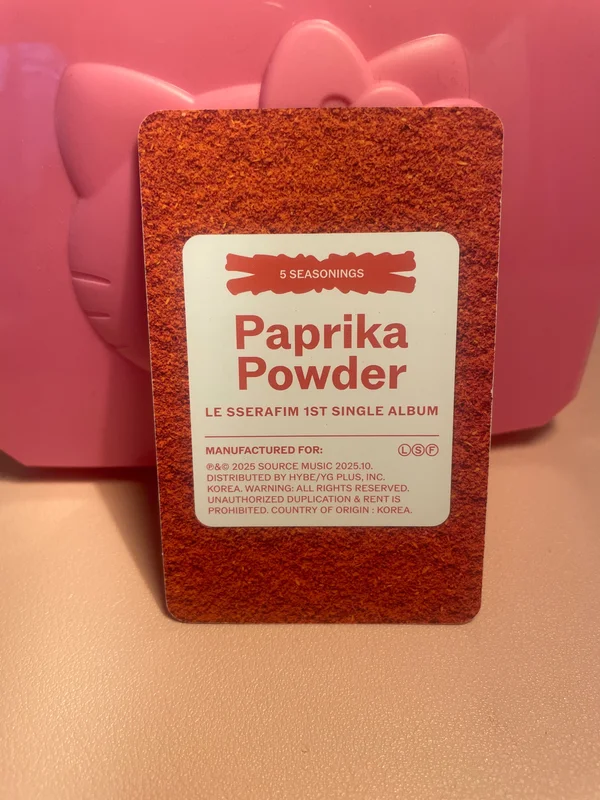 5 SEASONINGS
Paprika
Powder
LE SSERAFIM 1ST SINGLE ALBUM
MANUFACTURED FOR: ⓁⓈⒻ
℗&© 2025 SOURCE MUSIC 2025.10.
DISTRIBUTED BY HYBE/YG PLUS, INC.
KOREA. WARNING: ALL RIGHTS RESERVED.
UNAUTHORIZED DUPLICATION & RENT IS
PROHIBITED. COUNTRY OF ORIGIN : KOREA.